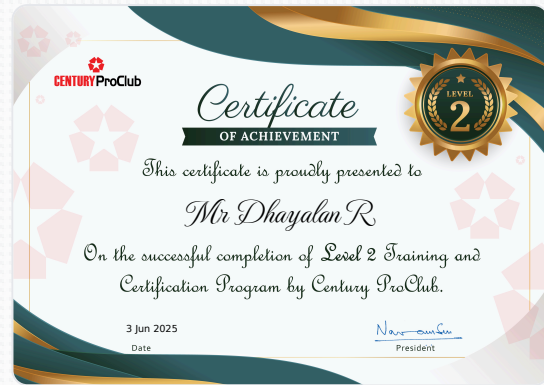 CENTURY ProClub
LEVEL
2
Certificate
OF ACHIEVEMENT
This certificate is proudly presented to
Mr Dhayalan R
On the successful completion of Level 2 Training and
Certification Program by Century ProClub.
3 Jun 2025
Date
President